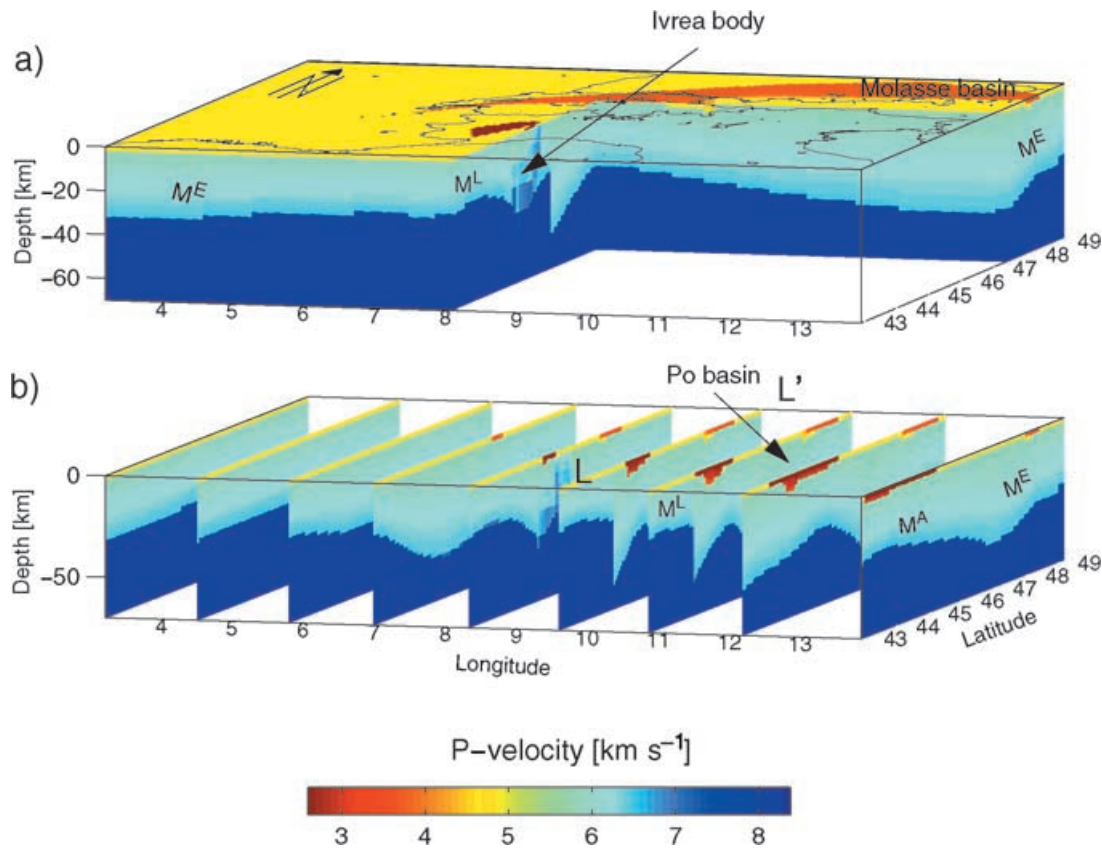 Ivrea body
a)
N
Molasse basin
0
−20
−40
−60
Depth [km]
M^E
M^L
M^E
4 5 6 7 8 9 10 11 12 13
43 44 45 46 47 48 49
b)
Po basin
L'
0
−50
Depth [km]
L
M^L
M^A
M^E
4 5 6 7 8 9 10 11 12 13
43 44 45 46 47 48 49
Longitude
Latitude
P−velocity [km s⁻¹]
3 4 5 6 7 8